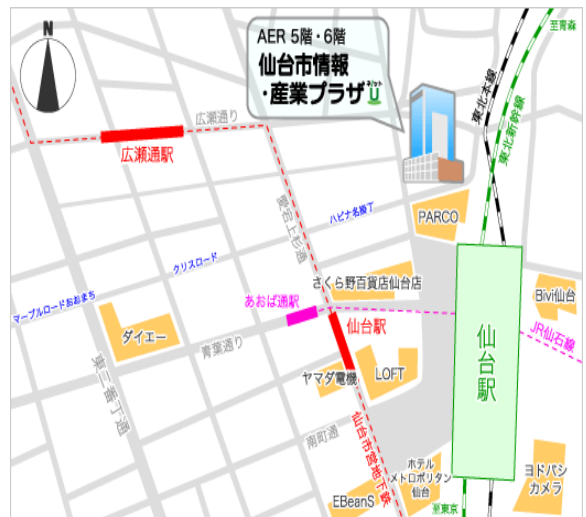 N
AER 5階・6階
仙台市情報
・産業プラザ
ネットU
至青森
東北本線
東北新幹線
広瀬通り
広瀬通駅
愛宕上杉通
ハピナ名掛丁
PARCO
クリスロード
さくら野百貨店仙台店
マーブルロードおおまち
あおば通駅
仙台駅
Bivi仙台
JR仙石線
仙台駅
ダイエー
青葉通り
東二番丁通
ヤマダ電機
LOFT
南町通
仙台市営地下鉄
ホテル
メトロポリタン
仙台
ヨドバシ
カメラ
EBeanS
至東京